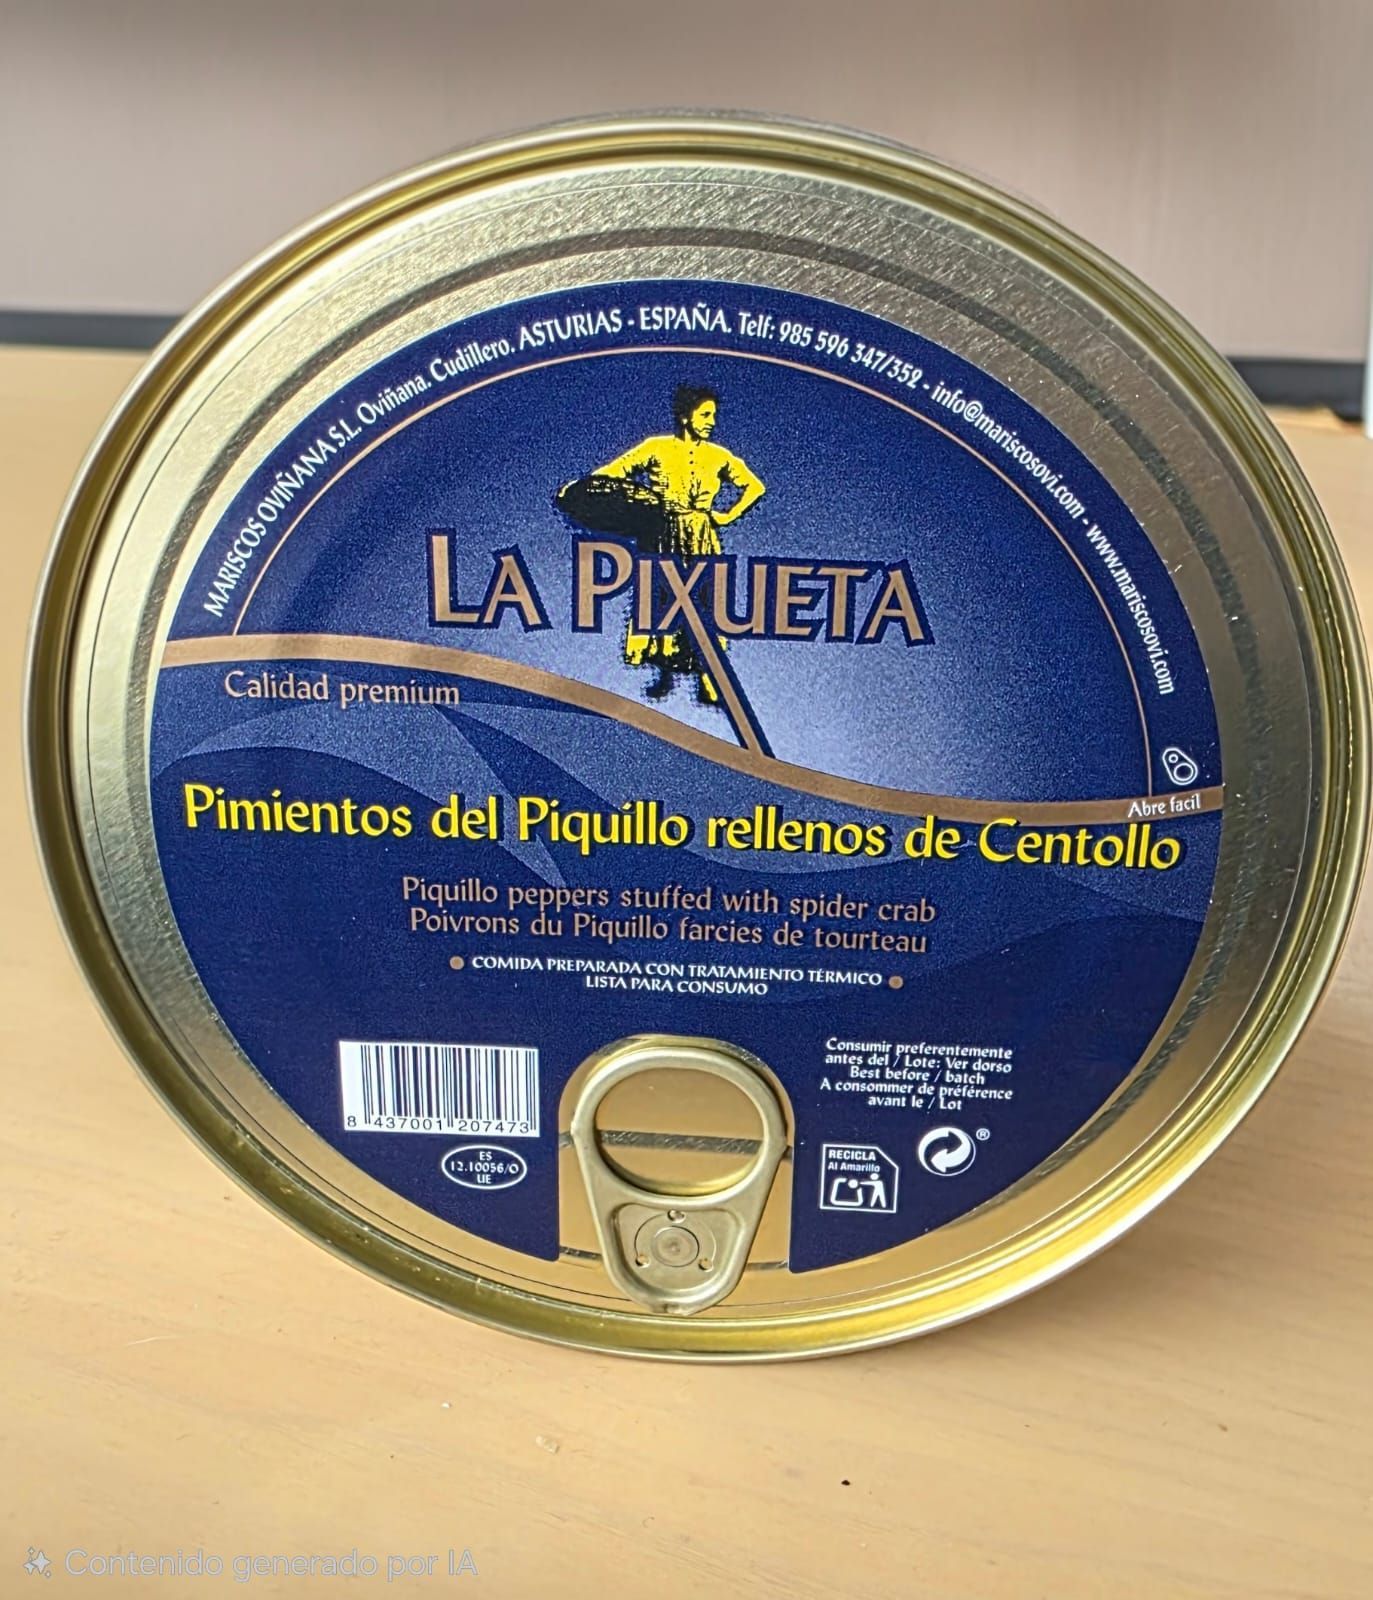 MARISCOS OVIÑANA S.L. Oviñana. Cudillero. ASTURIAS - ESPAÑA. Telf: 985 596 347/352 - info@mariscosovi.com - www.mariscosovi.com
LA PIXUETA
Calidad premium
Abre facil
Pimientos del Piquillo rellenos de Centollo
Piquillo peppers stuffed with spider crab
Poivrons du Piquillo farcies de tourteau
• COMIDA PREPARADA CON TRATAMIENTO TÉRMICO •
LISTA PARA CONSUMO
8 437001 207473
ES
12.10056/O
UE
Consumir preferentemente
antes del / Lote: Ver dorso
Best before / batch
A consommer de préférence
avant le / Lot
RECICLA
Al Amarillo
®
Contenido generado por IA